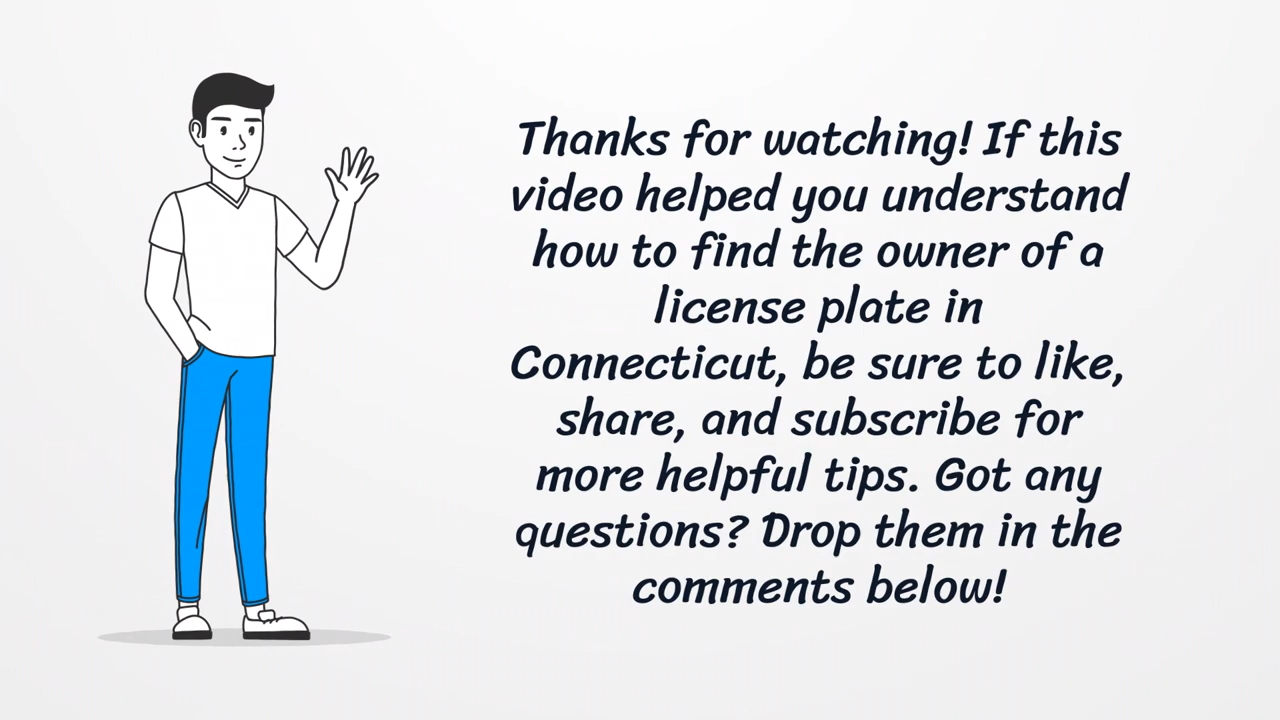 Thanks for watching! If this
video helped you understand
how to find the owner of a
license plate in
Connecticut, be sure to like,
share, and subscribe for
more helpful tips. Got any
questions? Drop them in the
comments below!